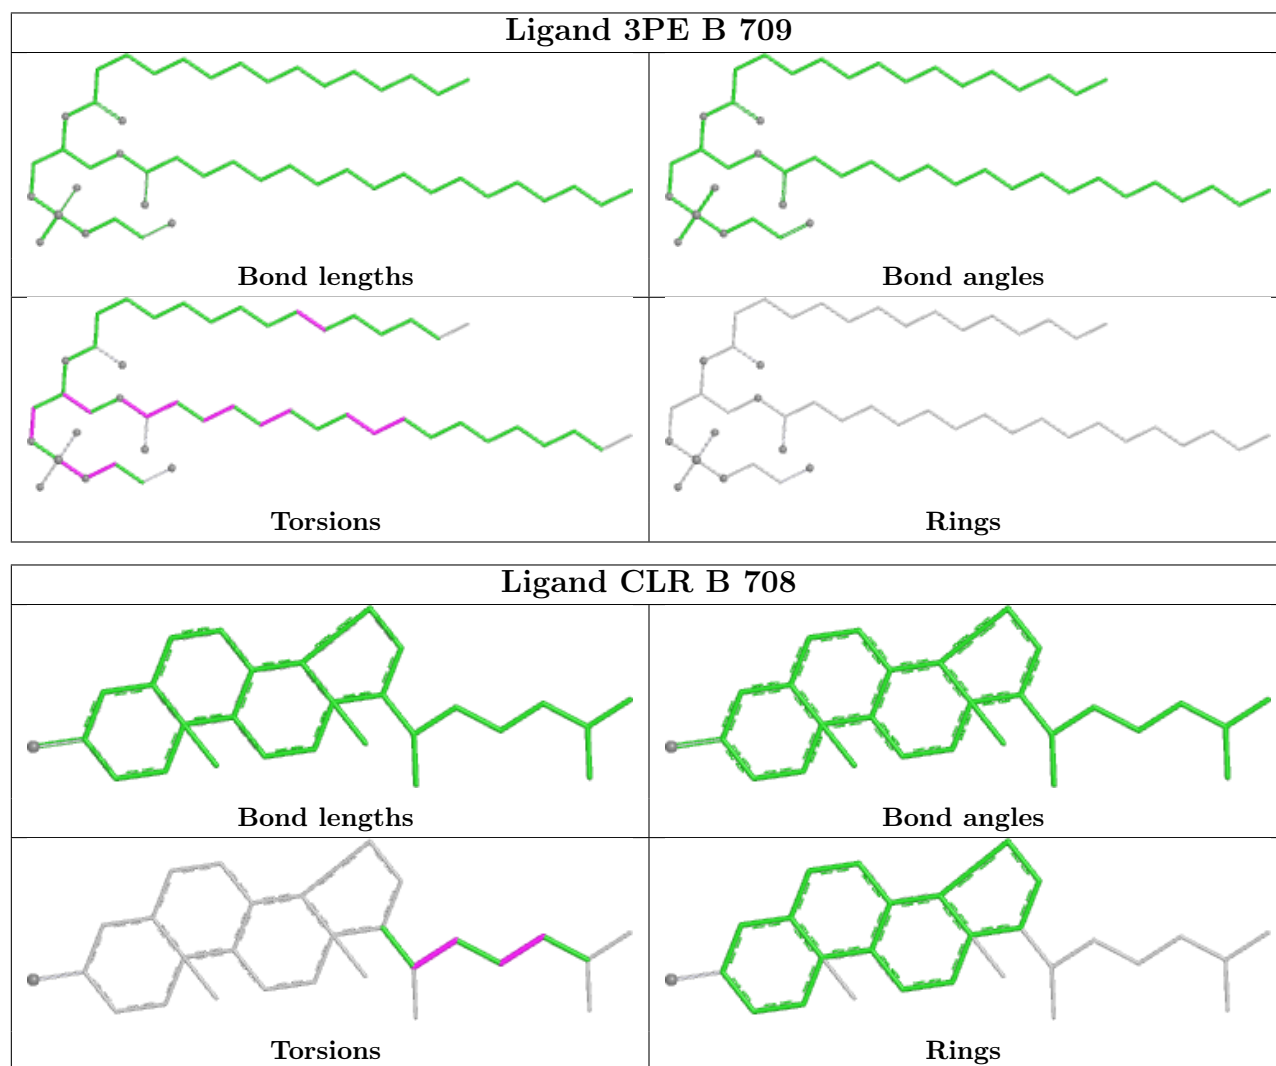 Ligand 3PE B 709
Bond lengths
Bond angles
Torsions
Rings
Ligand CLR B 708
Bond lengths
Bond angles
Torsions
Rings